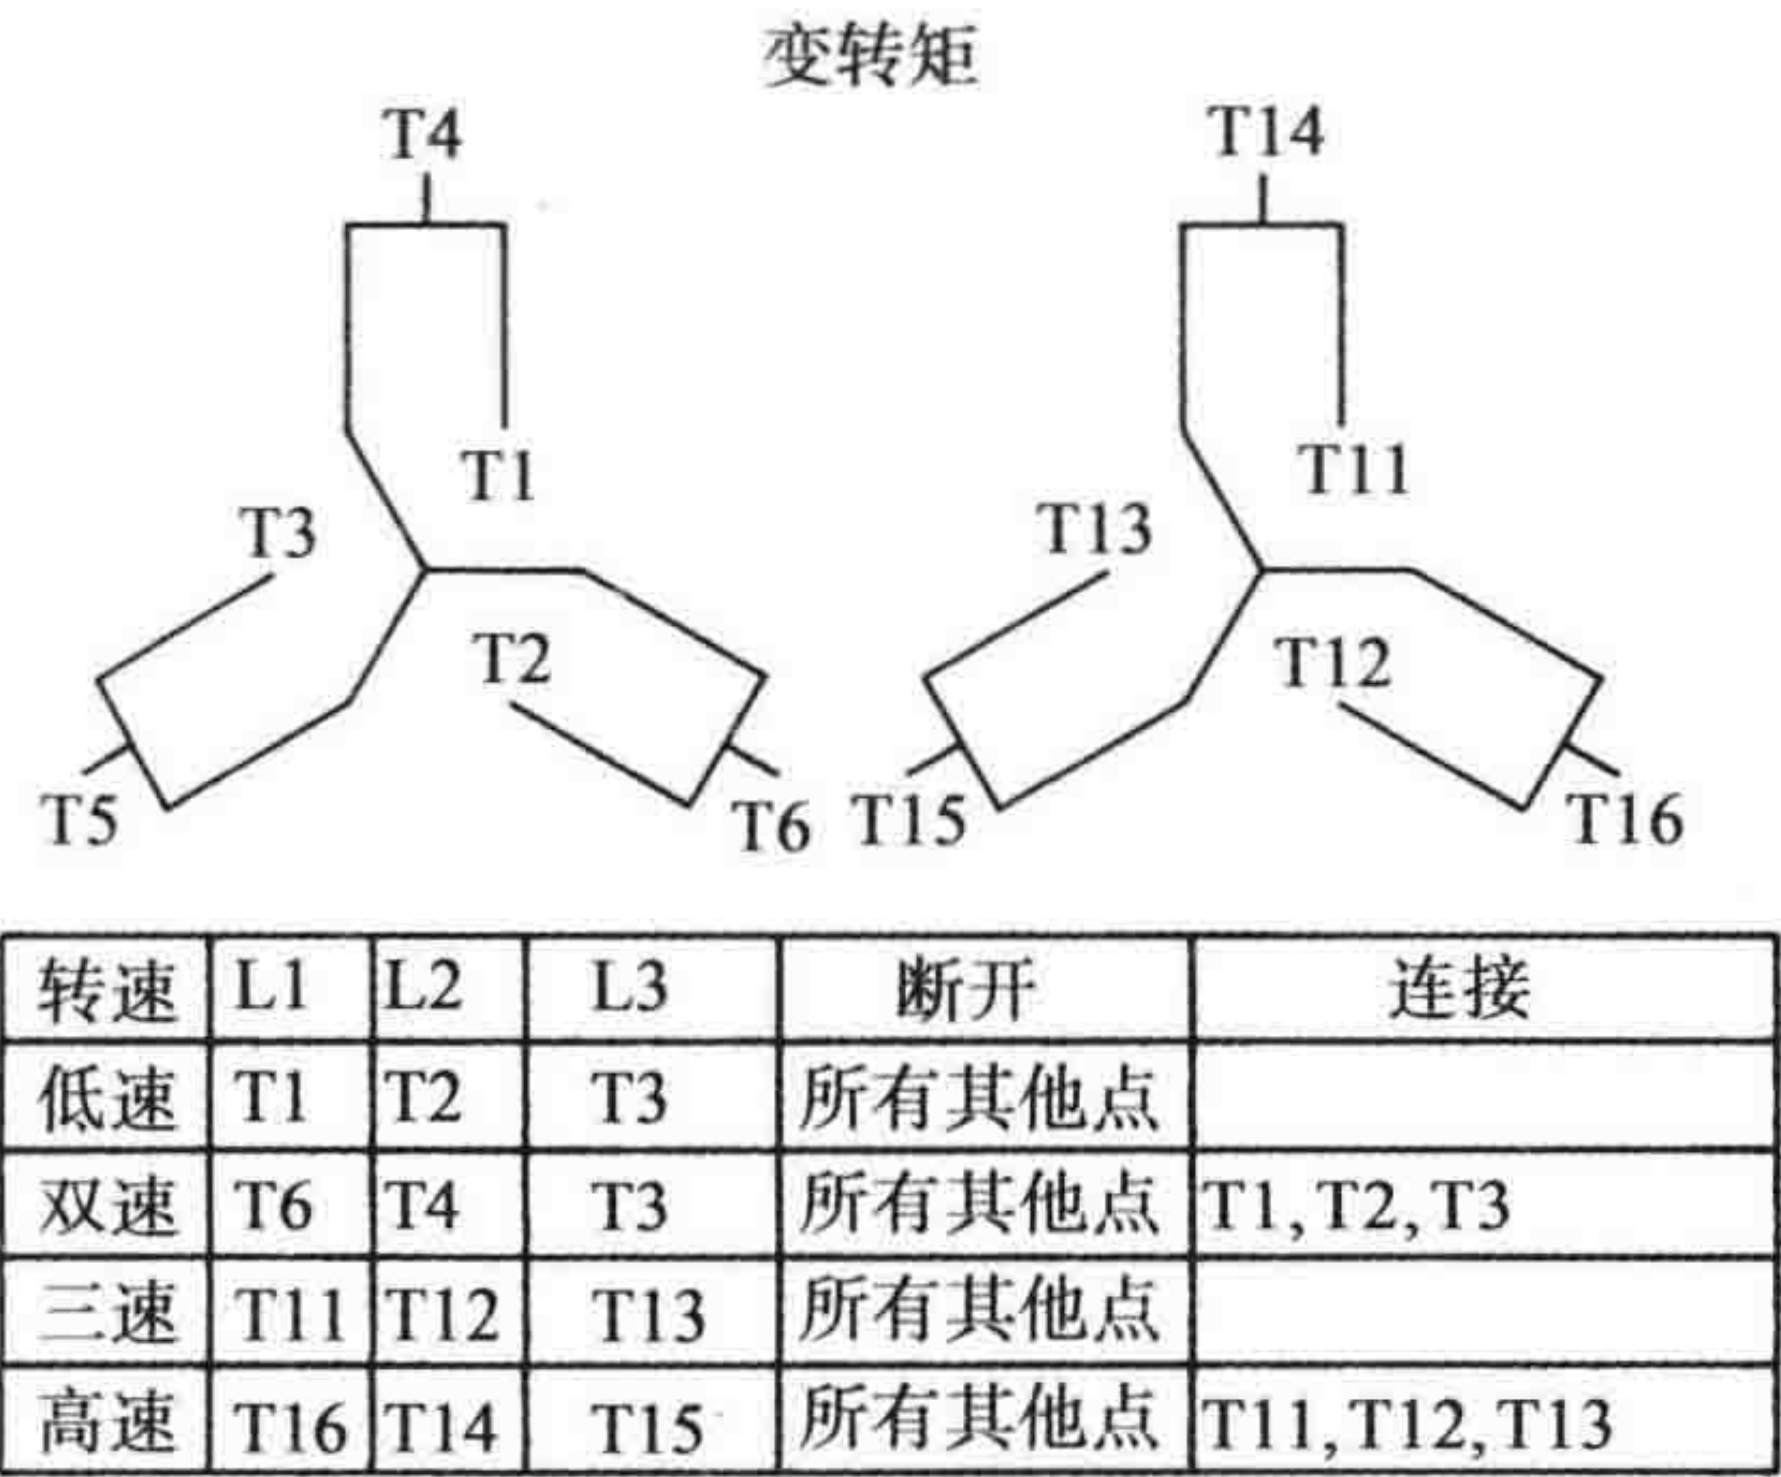 变转矩
T4 T14
T1 T11
T3 T13
T2 T12
T5 T6 T15 T16
转速 L1 L2 L3 断开 连接
低速 T1 T2 T3 所有其他点
双速 T6 T4 T3 所有其他点 T1,T2,T3
三速 T11 T12 T13 所有其他点
高速 T16 T14 T15 所有其他点 T11,T12,T13